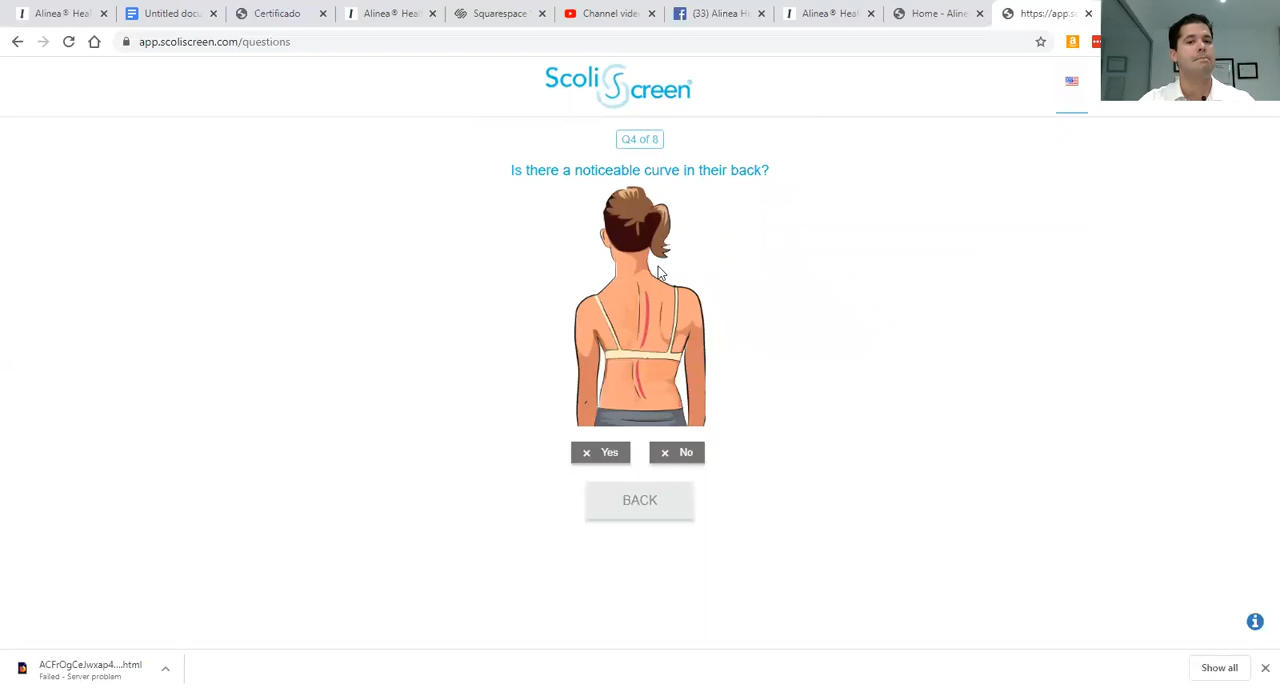 Alinea® Heal
Untitled docu
Certificado
Alinea® Heal
Squarespace
Channel video
(33) Alinea H
Alinea® Heal
Home - Aline
https://app.s
app.scoliscreen.com/questions
ScoliScreen®
Q4 of 8
Is there a noticeable curve in their back?
× Yes
× No
BACK
ACFrOgCeJwxap4....html
Failed - Server problem
Show all